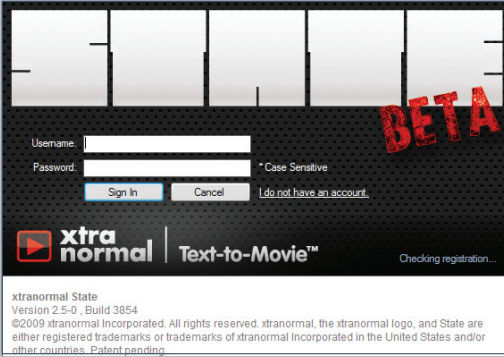 BETA
Username:
Password:
* Case Sensitive
Sign In Cancel I do not have an account.
xtra
normal Text-to-Movie™
Checking registration...
xtranormal State
Version 2.5-0 , Build 3854
©2009 xtranormal Incorporated. All rights reserved. xtranormal, the xtranormal logo, and State are
either registered trademarks or trademarks of xtranormal Incorporated in the United States and/or
other countries. Patent pending